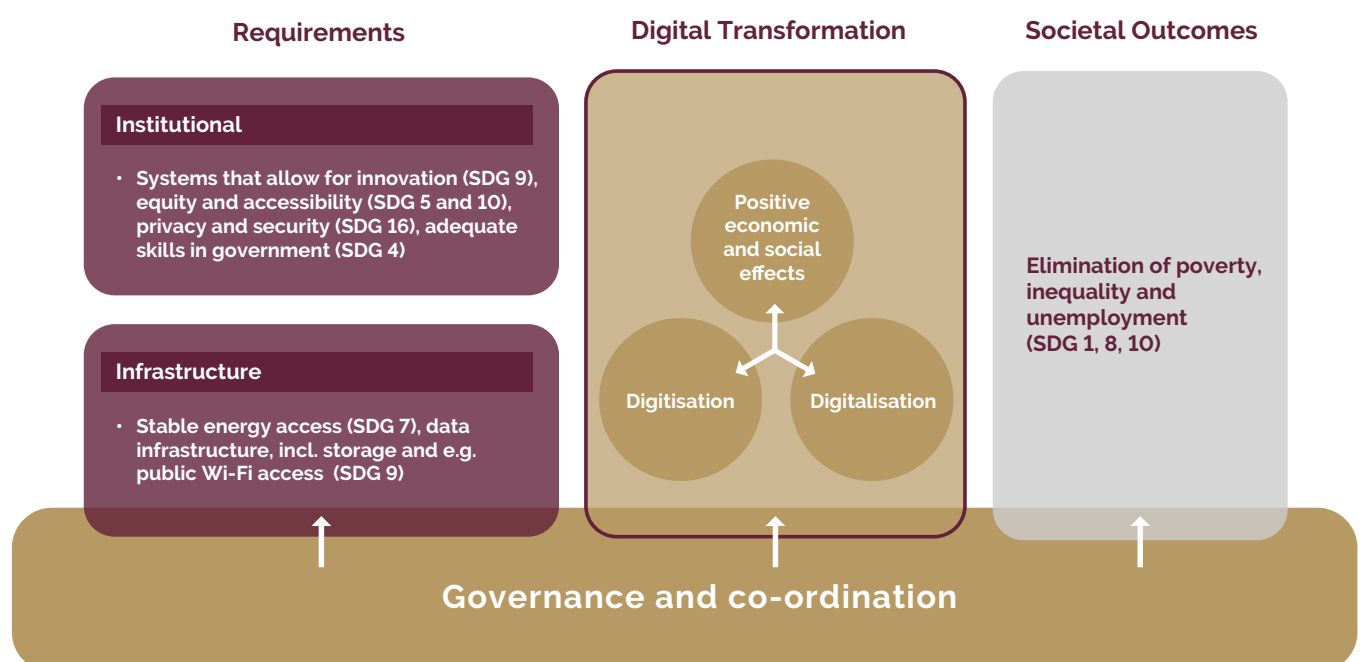 Requirements
Institutional
• Systems that allow for innovation (SDG 9),
equity and accessibility (SDG 5 and 10),
privacy and security (SDG 16), adequate
skills in government (SDG 4)
Infrastructure
• Stable energy access (SDG 7), data
infrastructure, incl. storage and e.g.
public Wi-Fi access (SDG 9)
Digital Transformation
Positive
economic
and social
effects
Digitisation
Digitalisation
Societal Outcomes
Elimination of poverty,
inequality and
unemployment
(SDG 1, 8, 10)
Governance and co-ordination